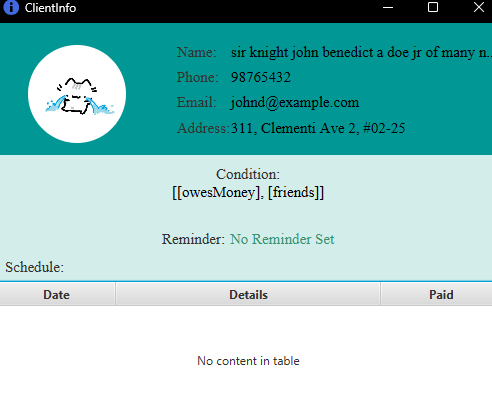 ClientInfo
Name: sir knight john benedict a doe jr of many n...
Phone: 98765432
Email: johnd@example.com
Address: 311, Clementi Ave 2, #02-25
Condition:
[[owesMoney], [friends]]
Reminder: No Reminder Set
Schedule:
Date Details Paid
No content in table